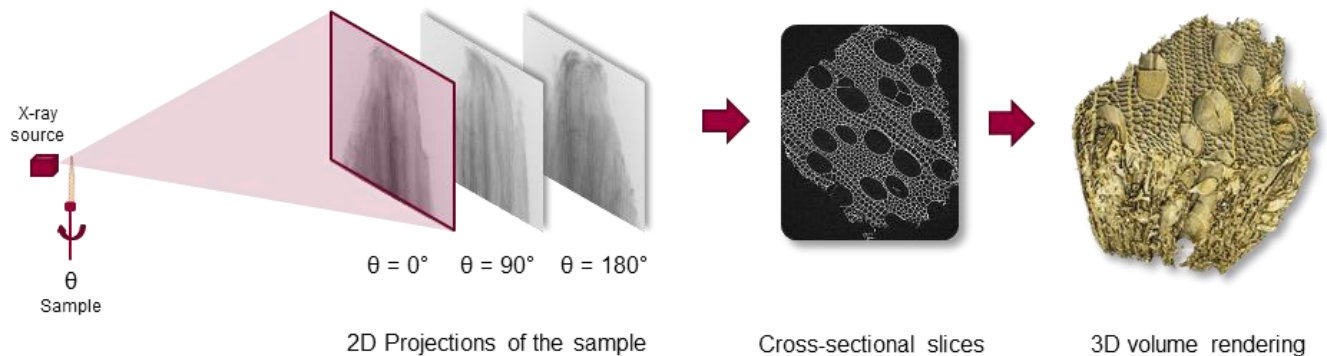 X-ray
source
θ
Sample
θ = 0°
θ = 90°
θ = 180°
2D Projections of the sample
Cross-sectional slices
3D volume rendering